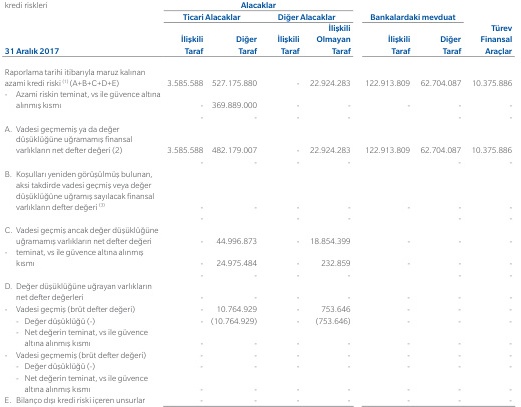 kredi riskleri Alacaklar
Ticari Alacaklar Diğer Alacaklar Bankalardaki mevduat
İlişkili Türev
İlişkili Diğer İlişkili Olmayan İlişkili Diğer Finansal
31 Aralık 2017 Taraf Taraf Taraf Taraf Taraf Taraf Araçlar
Raporlama tarihi itibarıyla maruz kalınan
azami kredi riski (1) (A+B+C+D+E) 3.585.588 527.175.880 - 22.924.283 122.913.809 62.704.087 10.375.886
- Azami riskin teminat, vs ile güvence altına
alınmış kısmı - 369.889.000 - - - - -
- - - - - -
A. Vadesi geçmemiş ya da değer
düşüklüğüne uğramamış finansal
varlıkların net defter değeri (2) 3.585.588 482.179.007 - 22.924.283 122.913.809 62.704.087 10.375.886
- - - - - -
B. Koşulları yeniden görüşülmüş bulunan,
aksi takdirde vadesi geçmiş veya değer
düşüklüğüne uğramış sayılacak finansal
varlıkların defter değeri (3) - - - - - - -
- - - -
C. Vadesi geçmiş ancak değer düşüklüğüne
uğramamış varlıkların net defter değeri - 44.996.873 - 18.854.399 - - -
- teminat, vs ile güvence altına alınmış
kısmı - 24.975.484 - 232.859 - - -
- - - - - -
D. Değer düşüklüğüne uğrayan varlıkların
net defter değerleri - - - - - - -
- Vadesi geçmiş (brüt defter değeri) - 10.764.929 - 753.646 - - -
- Değer düşüklüğü (-) - (10.764.929) - (753.646) - - -
- Net değerin teminat, vs ile güvence
altına alınmış kısmı - - - - - - -
- Vadesi geçmemiş (brüt defter değeri) - - - - - - -
- Değer düşüklüğü (-) - - - - - - -
- Net değerin teminat, vs ile güvence
altına alınmış kısmı - - - - - - -
E. Bilanço dışı kredi riski içeren unsurlar - - - - - - -